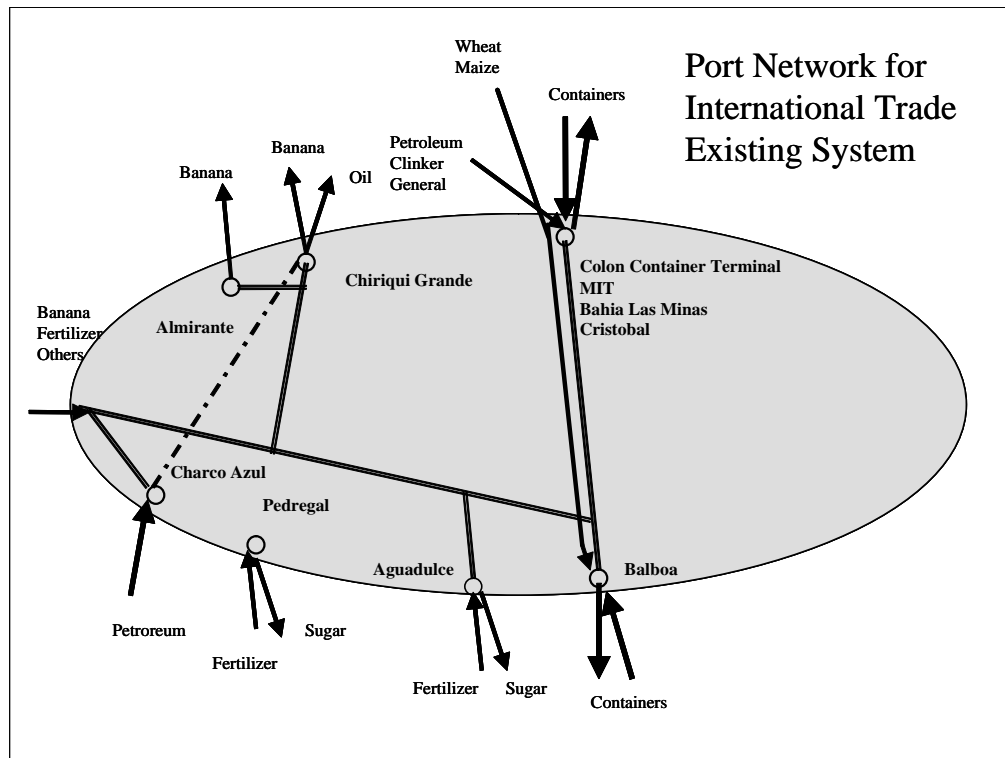 Port Network for
International Trade
Existing System
Wheat
Maize
Containers
Petroleum
Clinker
General
Banana
Banana
Oil
Colon Container Terminal
MIT
Bahia Las Minas
Cristobal
Chiriqui Grande
Almirante
Banana
Fertilizer
Others
Charco Azul
Pedregal
Aguadulce
Balboa
Petroreum
Sugar
Fertilizer
Fertilizer
Sugar
Containers